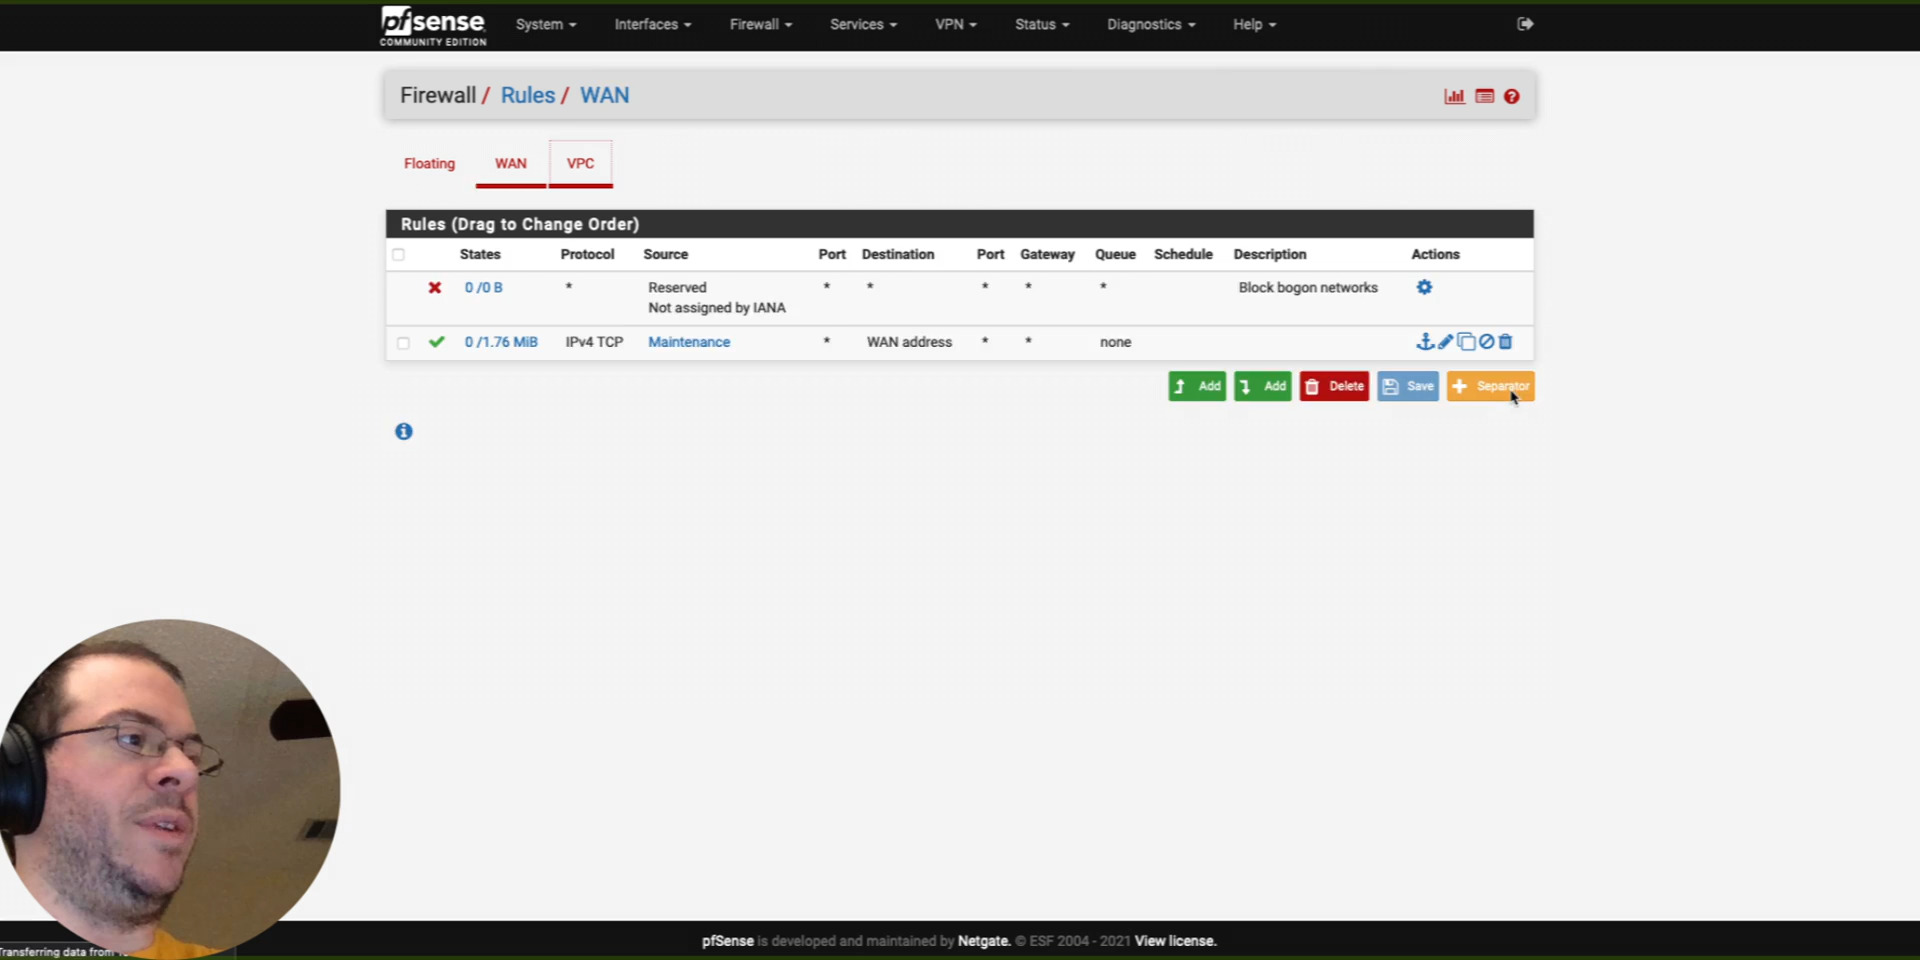 pfsense
COMMUNITY EDITION
System
Interfaces
Firewall
Services
VPN
Status
Diagnostics
Help
Firewall / Rules / WAN
Floating
WAN
VPC
Rules (Drag to Change Order)
States Protocol Source Port Destination Port Gateway Queue Schedule Description Actions
0 /0 B * Reserved * * * * * Block bogon networks
Not assigned by IANA
0 /1.76 MiB IPv4 TCP Maintenance * WAN address * * none
Add
Add
Delete
Save
Separator
pfSense is developed and maintained by Netgate. © ESF 2004 - 2021 View license.
Transferring data from